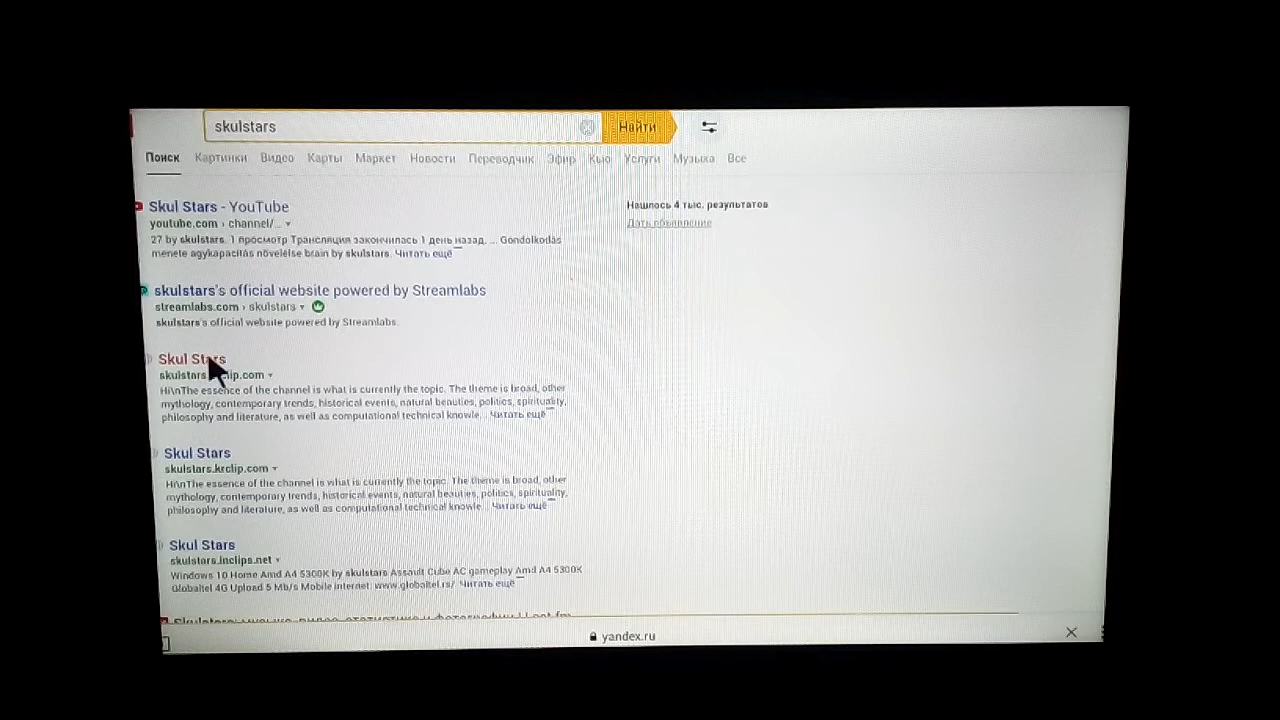 skulstars
Найти
Поиск Картинки Видео Карты Маркет Новости Переводчик Эфир Кью Услуги Музыка Все
Skul Stars - YouTube
youtube.com › channel/...
27 by skulstars. 1 просмотр Трансляция закончилась 1 день назад. ... Gondolkodás
menete agykapacitás növelélse.brain by skulstars. Читать ещё
skulstars's official website powered by Streamlabs
streamlabs.com › skulstars
skulstars's official website powered by Streamlabs.
Skul Stars
skulstars. clip.com
Hi\nThe essence of the channel is what is currently the topic. The theme is broad, other
mythology, contemporary trends, historical events, natural beauties, politics, spirituality,
philosophy and literature, as well as computational technical knowle... Читать ещё
Skul Stars
skulstars.krclip.com
Hi\nThe essence of the channel is what is currently the topic. The theme is broad, other
mythology, contemporary trends, historical events, natural beauties, politics, spirituality,
philosophy and literature, as well as computational technical knowle... Читать ещё
Skul Stars
skulstars.inclips.net
Windows 10 Home Amd A4 5300K by skulstars Assault Cube AC gameplay Amd A4 5300K
Globaltel 4G Upload 5 Mb/s Mobile internet: www.globaltel.rs/ Читать ещё
Нашлось 4 тыс. результатов
Дать объявление
yandex.ru